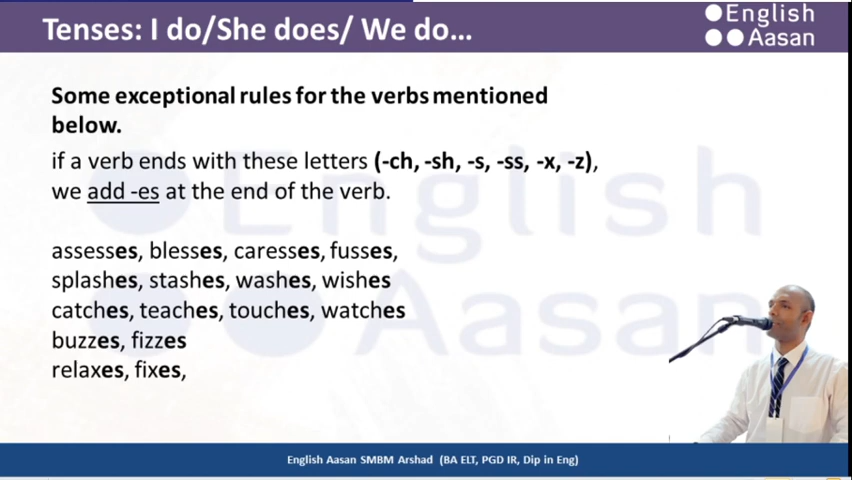 Tenses: I do/She does/ We do...
English
Aasan
Some exceptional rules for the verbs mentioned
below.
if a verb ends with these letters (-ch, -sh, -s, -ss, -x, -z),
we add -es at the end of the verb.
assesses, blesses, caresses, fusses,
splashes, stashes, washes, wishes
catches, teaches, touches, watches
buzzes, fizzes
relaxes, fixes,
English
Aasan
English Aasan SMBM Arshad (BA ELT, PGD IR, Dip in Eng)